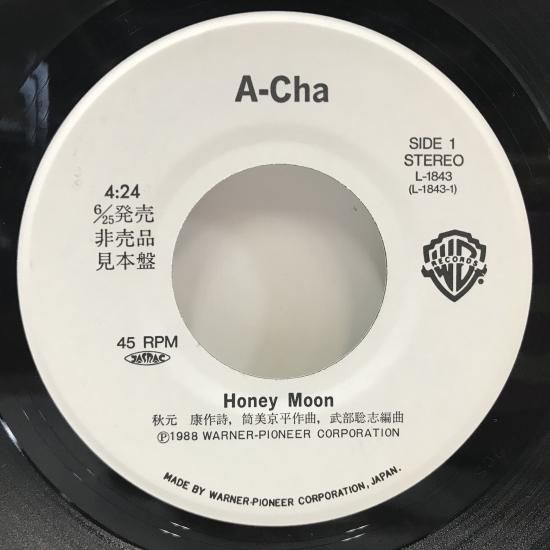 A-Cha
SIDE 1
STEREO
L-1843
(L-1843-1)
4:24
6/25発売
非売品
見本盤
WB
RECORDS
45 RPM
JASRAC
Honey Moon
秋元 康作詩, 筒美京平作曲, 武部聡志編曲
Ⓟ1988 WARNER-PIONEER CORPORATION
MADE BY WARNER-PIONEER CORPORATION, JAPAN.